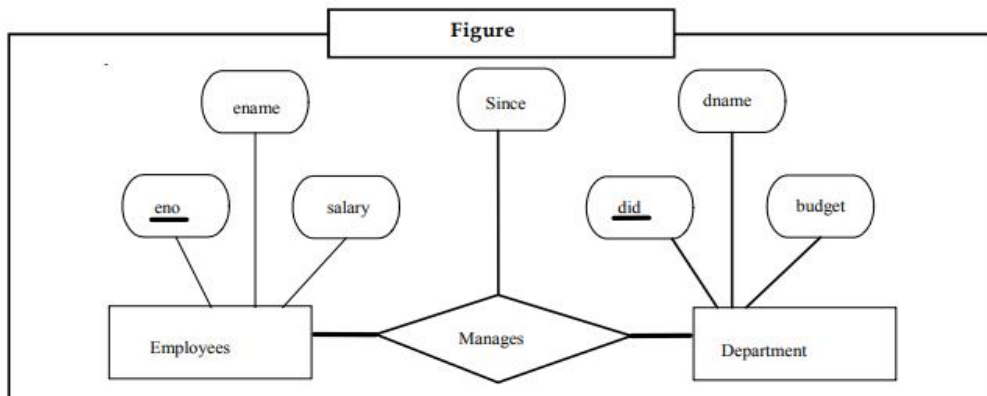 Figure
ename
Since
dname
eno
salary
did
budget
Employees
Manages
Department